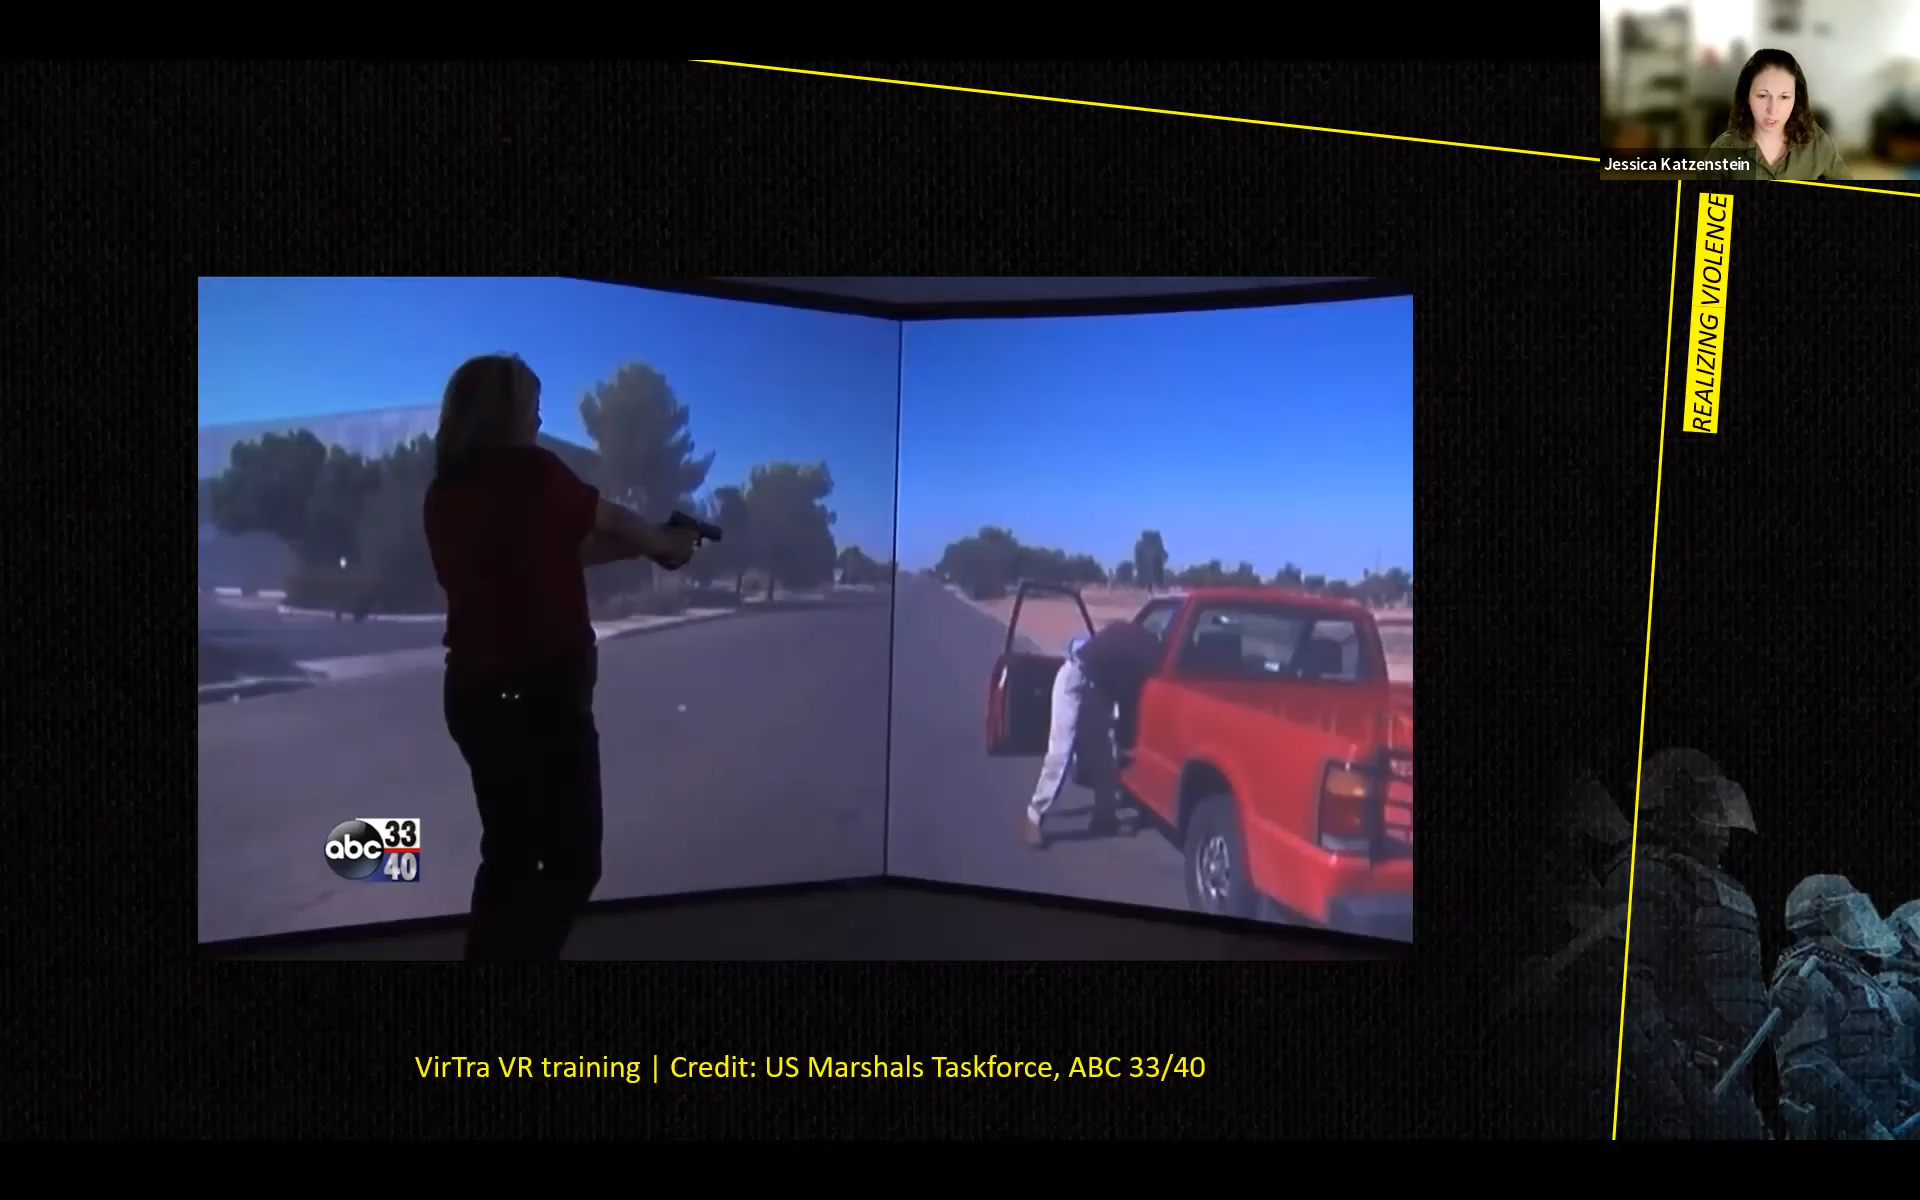 Jessica Katzenstein
REALIZING VIOLENCE
abc 33
40
VirTra VR training | Credit: US Marshals Taskforce, ABC 33/40